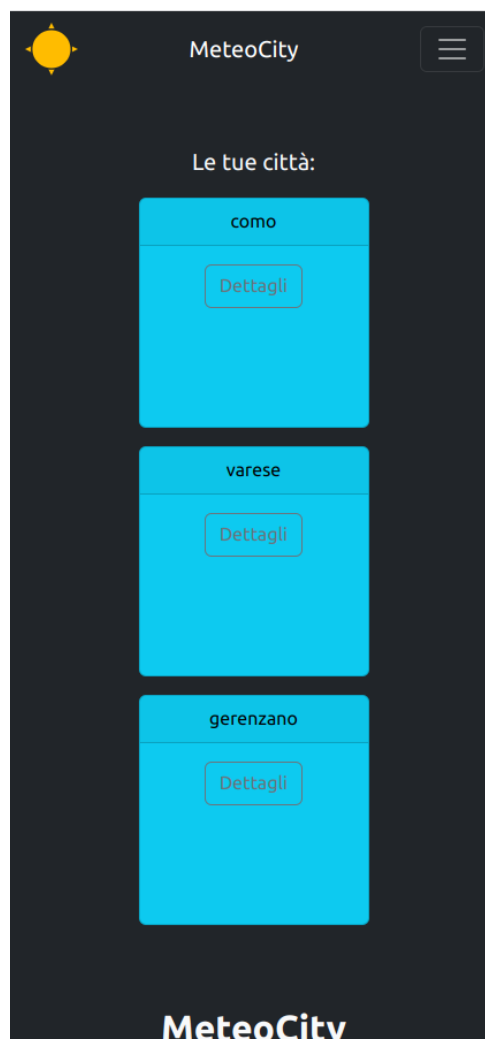 MeteoCity
Le tue città:
como
Dettagli
varese
Dettagli
gerenzano
Dettagli
MeteoCity